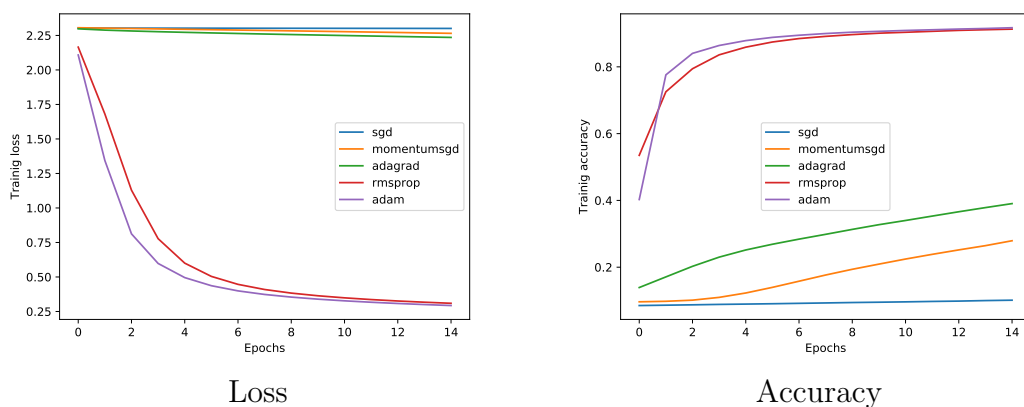 2.25
2.00
1.75
1.50
1.25
1.00
0.75
0.50
0.25
Trainig loss
sgd
momentumsgd
adagrad
rmsprop
adam
0 2 4 6 8 10 12 14
Epochs
Loss
0.8
0.6
0.4
0.2
Trainig accuracy
sgd
momentumsgd
adagrad
rmsprop
adam
0 2 4 6 8 10 12 14
Epochs
Accuracy